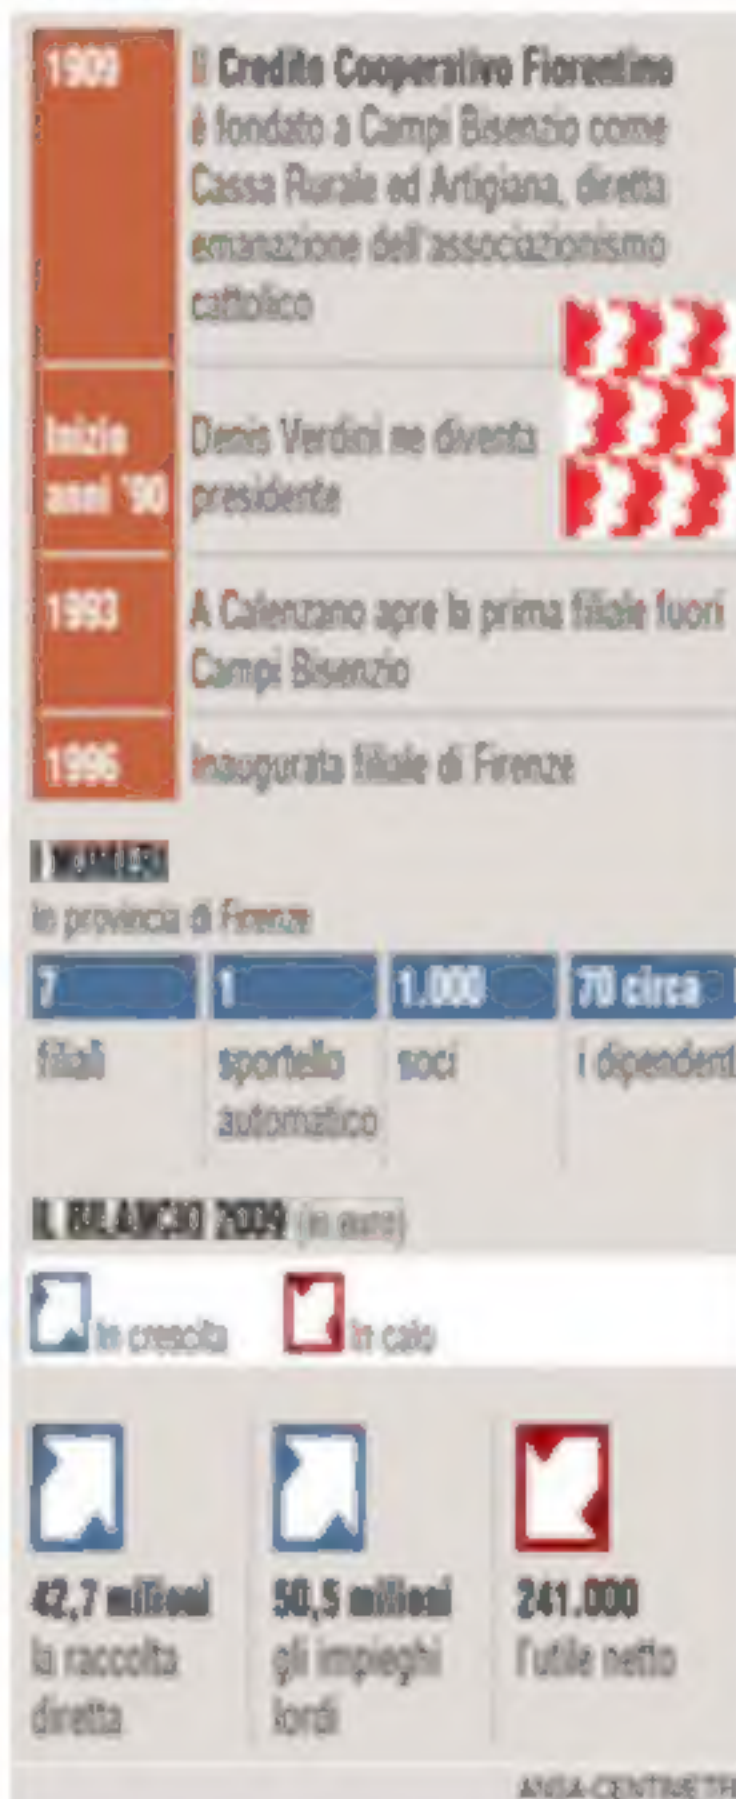 1909
Il Credito Cooperativo Fiorentino
è fondato a Campi Bisenzio come
Cassa Rurale ed Artigiana, diretta
emanazione dell'associazionismo
cattolico
Inizio
anni '90
Denis Verdini ne diventa
presidente
1993
A Calenzano apre la prima filiale fuori
Campi Bisenzio
1996
Inaugurata filiale di Firenze
I NUMERI
In provincia di Firenze
7
filiali
1
sportello
automatico
1.000
soci
70 circa
i dipendenti
IL BILANCIO 2009 (in euro)
In crescita
In calo
42,7 milioni
la raccolta
diretta
50,5 milioni
gli impieghi
lordi
241.000
l'utile netto
ANSA-CENTIMETRI